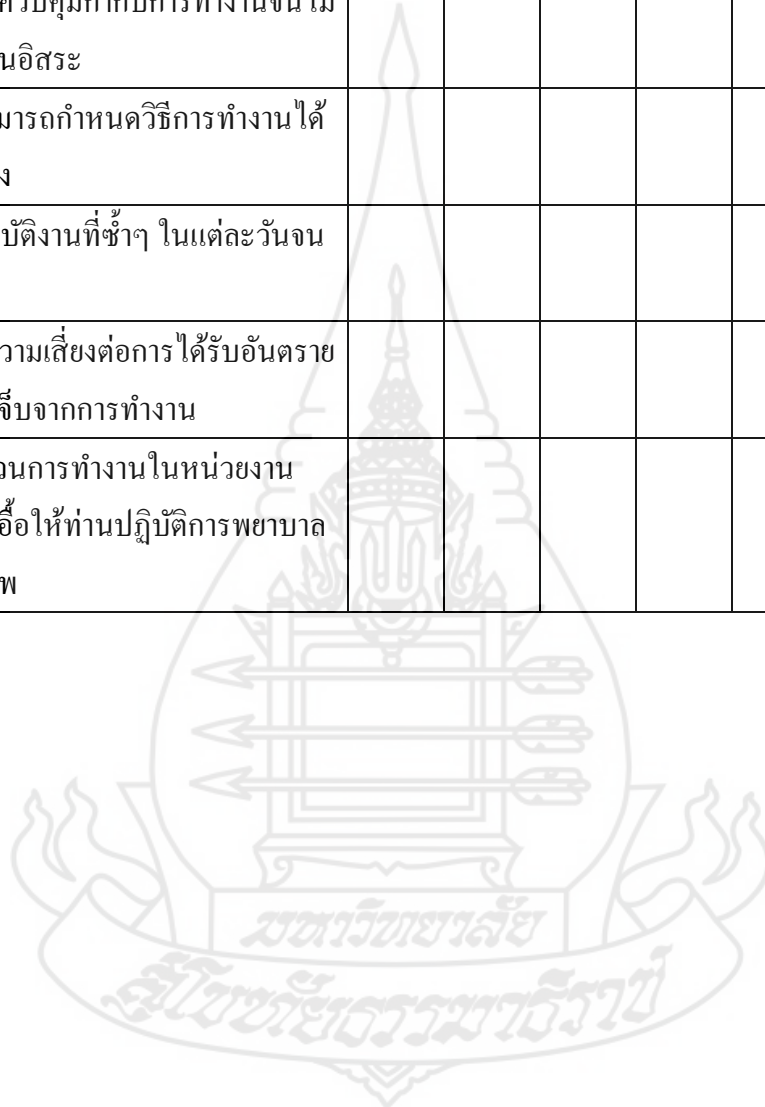 ควบคุมกำกับการทำงานจนไม่
นอิสระ
มารถกำหนดวิธีการทำงานได้
ง
บัติงานที่ซ้ำๆ ในแต่ละวันจน
วามเสี่ยงต่อการได้รับอันตราย
จ็บจากการทำงาน
วนการทำงานในหน่วยงาน
อื้อให้ท่านปฏิบัติการพยาบาล
พ
มหาวิทยาลัย
สุโขทัยธรรมาธิราช